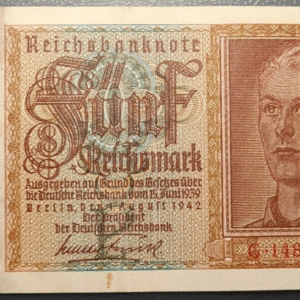 Reichsbanknote
Fünf
Reichsmark
Ausgegeben auf Grund des Gesetzes über
die Deutsche Reichsbank vom 15. Juni 1939
Berlin, den 1. August 1942
Der Präsident
der Deutschen Reichsbank
G·148